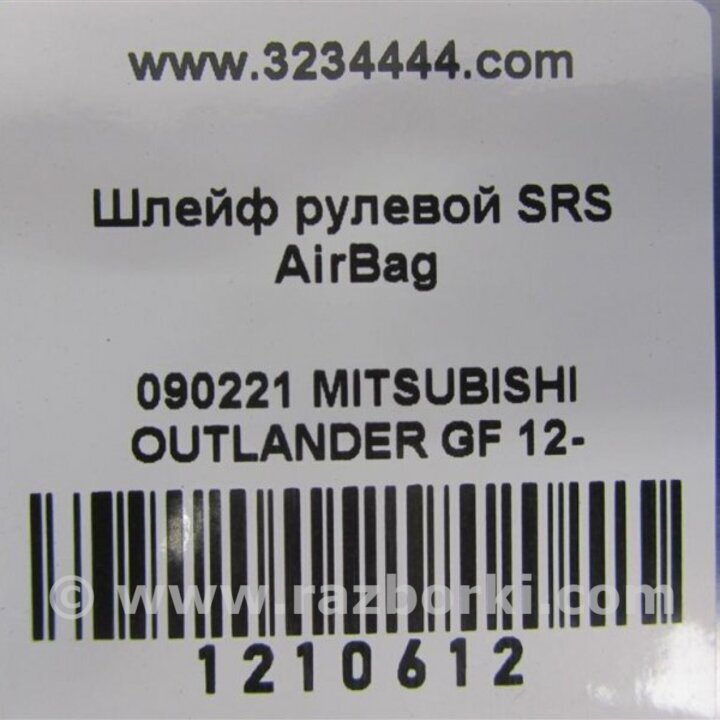 www.3234444.com
Шлейф рулевой SRS
AirBag
090221 MITSUBISHI
OUTLANDER GF 12-
© www.razborki.com
1210612